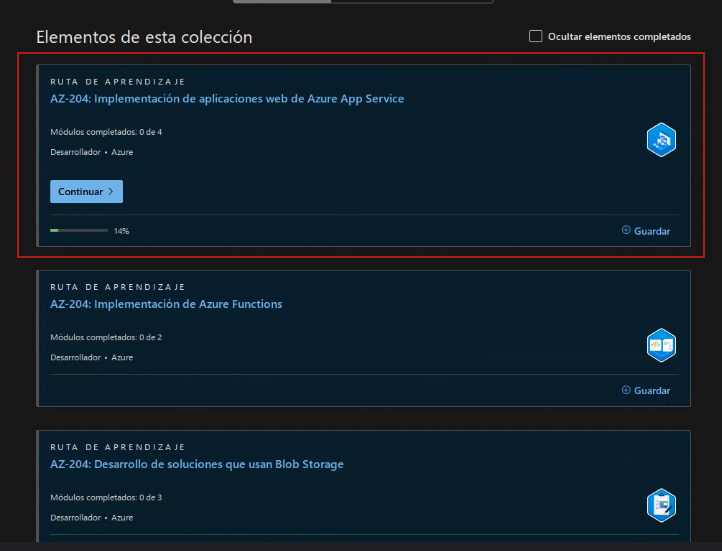 Elementos de esta colección
Ocultar elementos completados
RUTA DE APRENDIZAJE
AZ-204: Implementación de aplicaciones web de Azure App Service
Módulos completados: 0 de 4
Desarrollador • Azure
Continuar
14%
Guardar
RUTA DE APRENDIZAJE
AZ-204: Implementación de Azure Functions
Módulos completados: 0 de 2
Desarrollador • Azure
Guardar
RUTA DE APRENDIZAJE
AZ-204: Desarrollo de soluciones que usan Blob Storage
Módulos completados: 0 de 3
Desarrollador • Azure